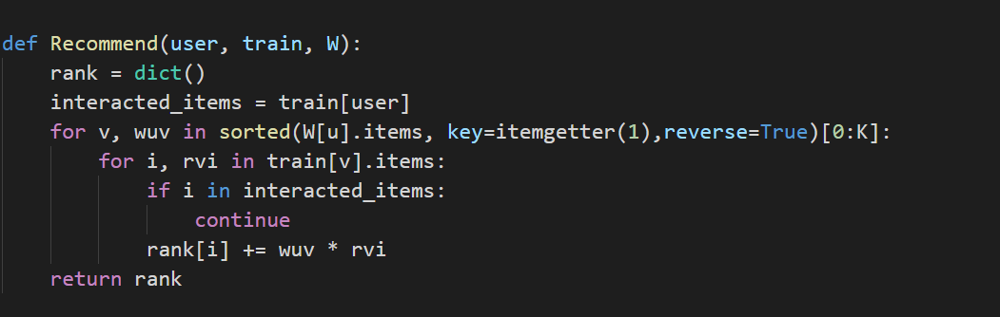 def Recommend(user, train, W):
    rank = dict()
    interacted_items = train[user]
    for v, wuv in sorted(W[u].items, key=itemgetter(1),reverse=True)[0:K]:
        for i, rvi in train[v].items:
            if i in interacted_items:
                continue
            rank[i] += wuv * rvi
    return rank